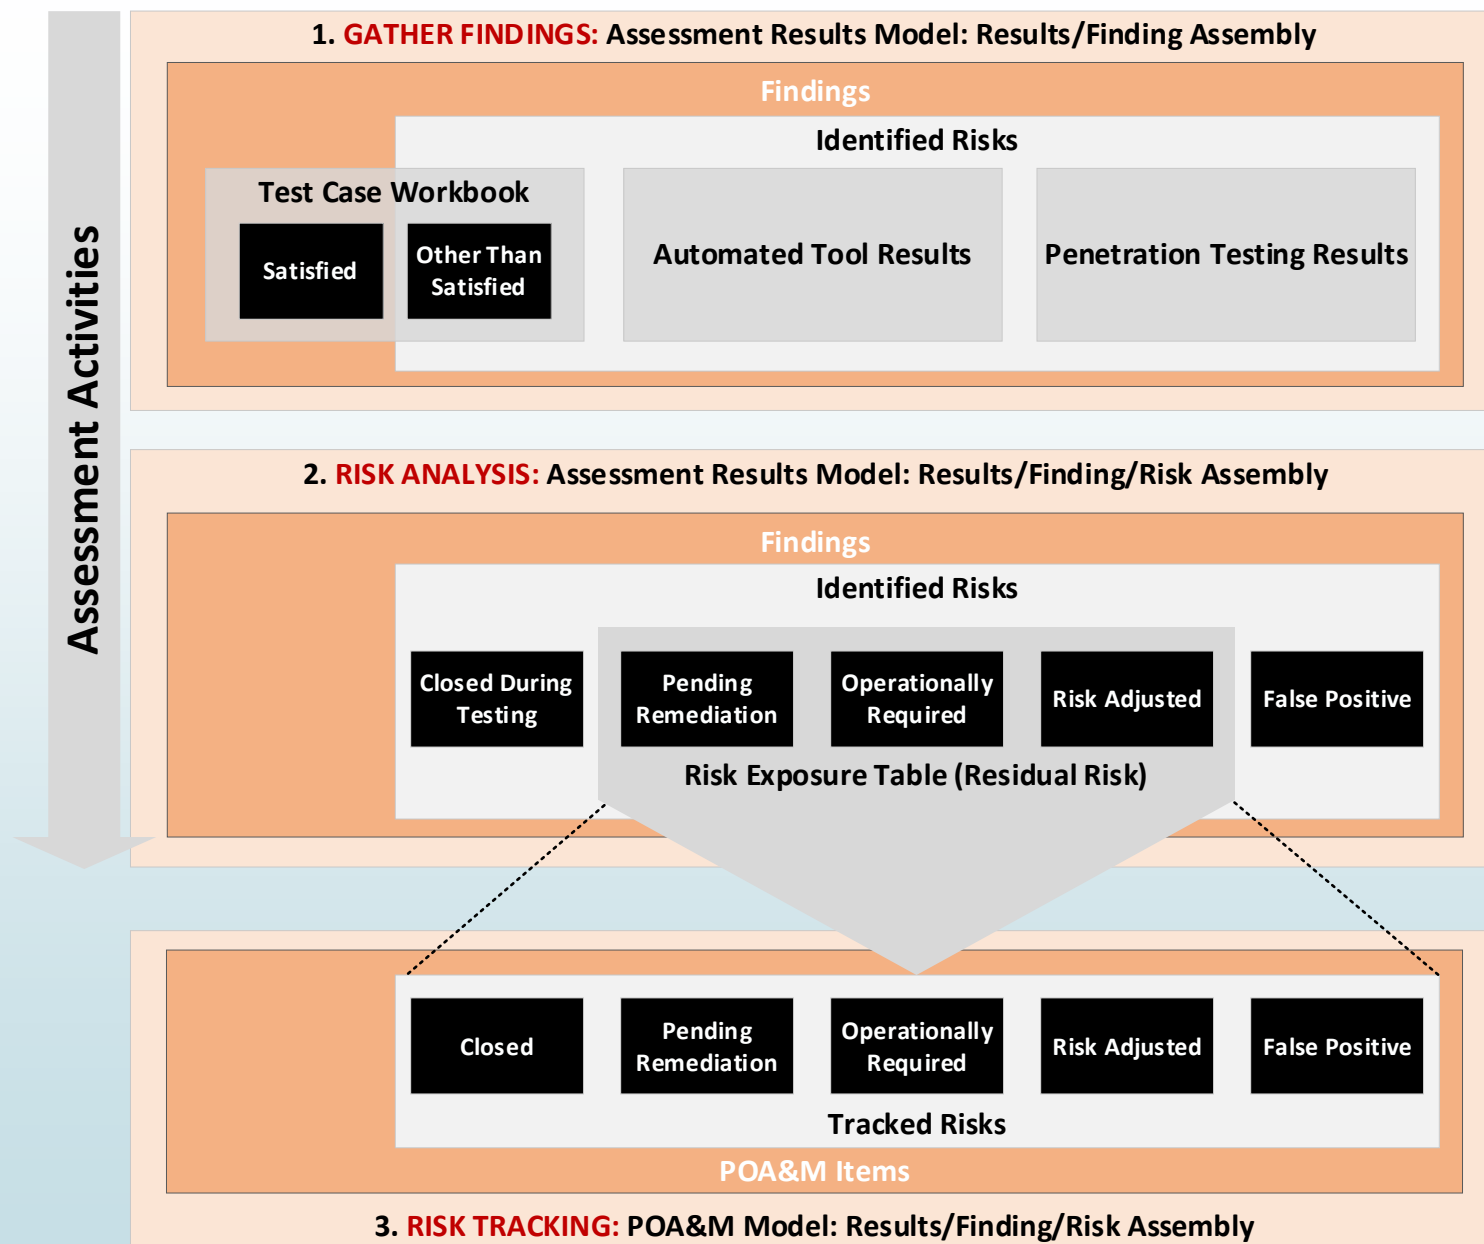 1. GATHER FINDINGS: Assessment Results Model: Results/Finding Assembly
Findings
Identified Risks
Test Case Workbook
Satisfied
Other Than
Satisfied
Automated Tool Results
Penetration Testing Results
Assessment Activities
2. RISK ANALYSIS: Assessment Results Model: Results/Finding/Risk Assembly
Findings
Identified Risks
Closed During
Testing
Pending
Remediation
Operationally
Required
Risk Adjusted
False Positive
Risk Exposure Table (Residual Risk)
Closed
Pending
Remediation
Operationally
Required
Risk Adjusted
False Positive
Tracked Risks
POA&M Items
3. RISK TRACKING: POA&M Model: Results/Finding/Risk Assembly